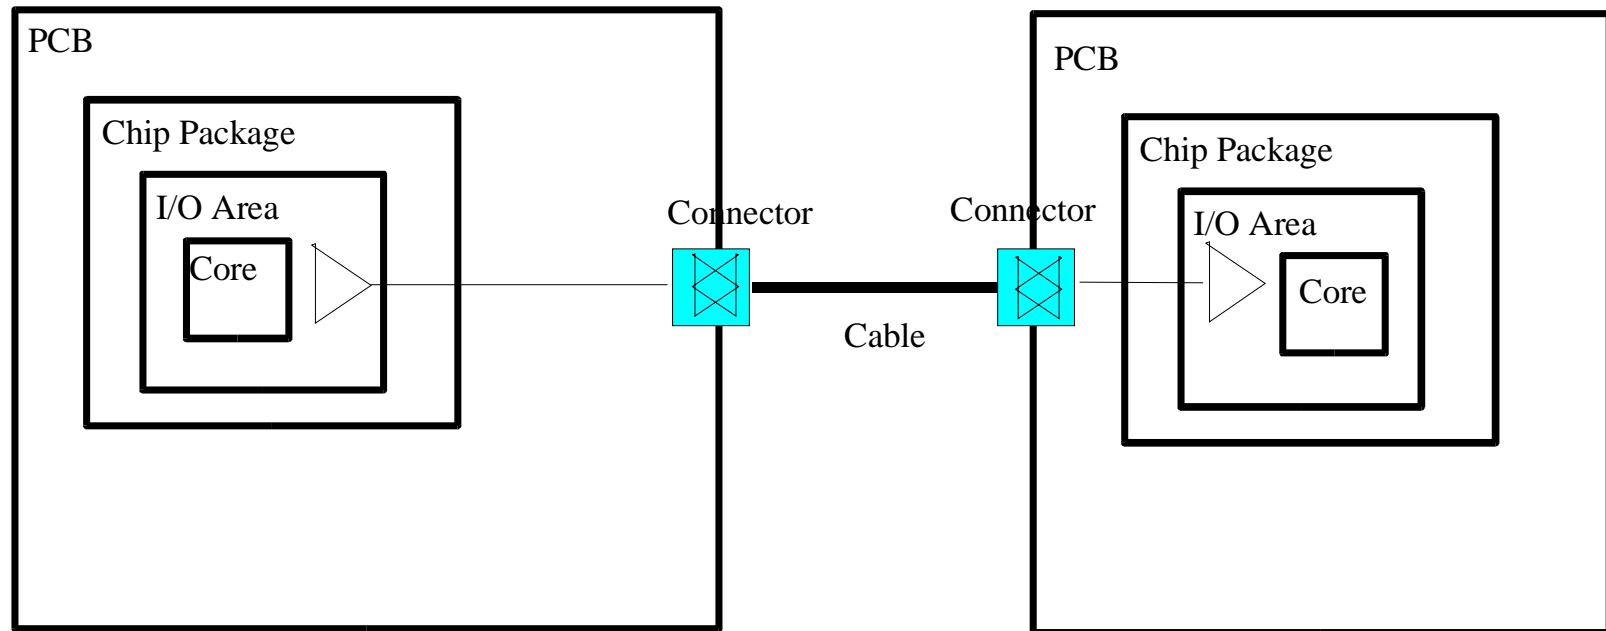 PCB
Chip Package
I/O Area
Core
Connector
Cable
Connector
PCB
Chip Package
I/O Area
Core